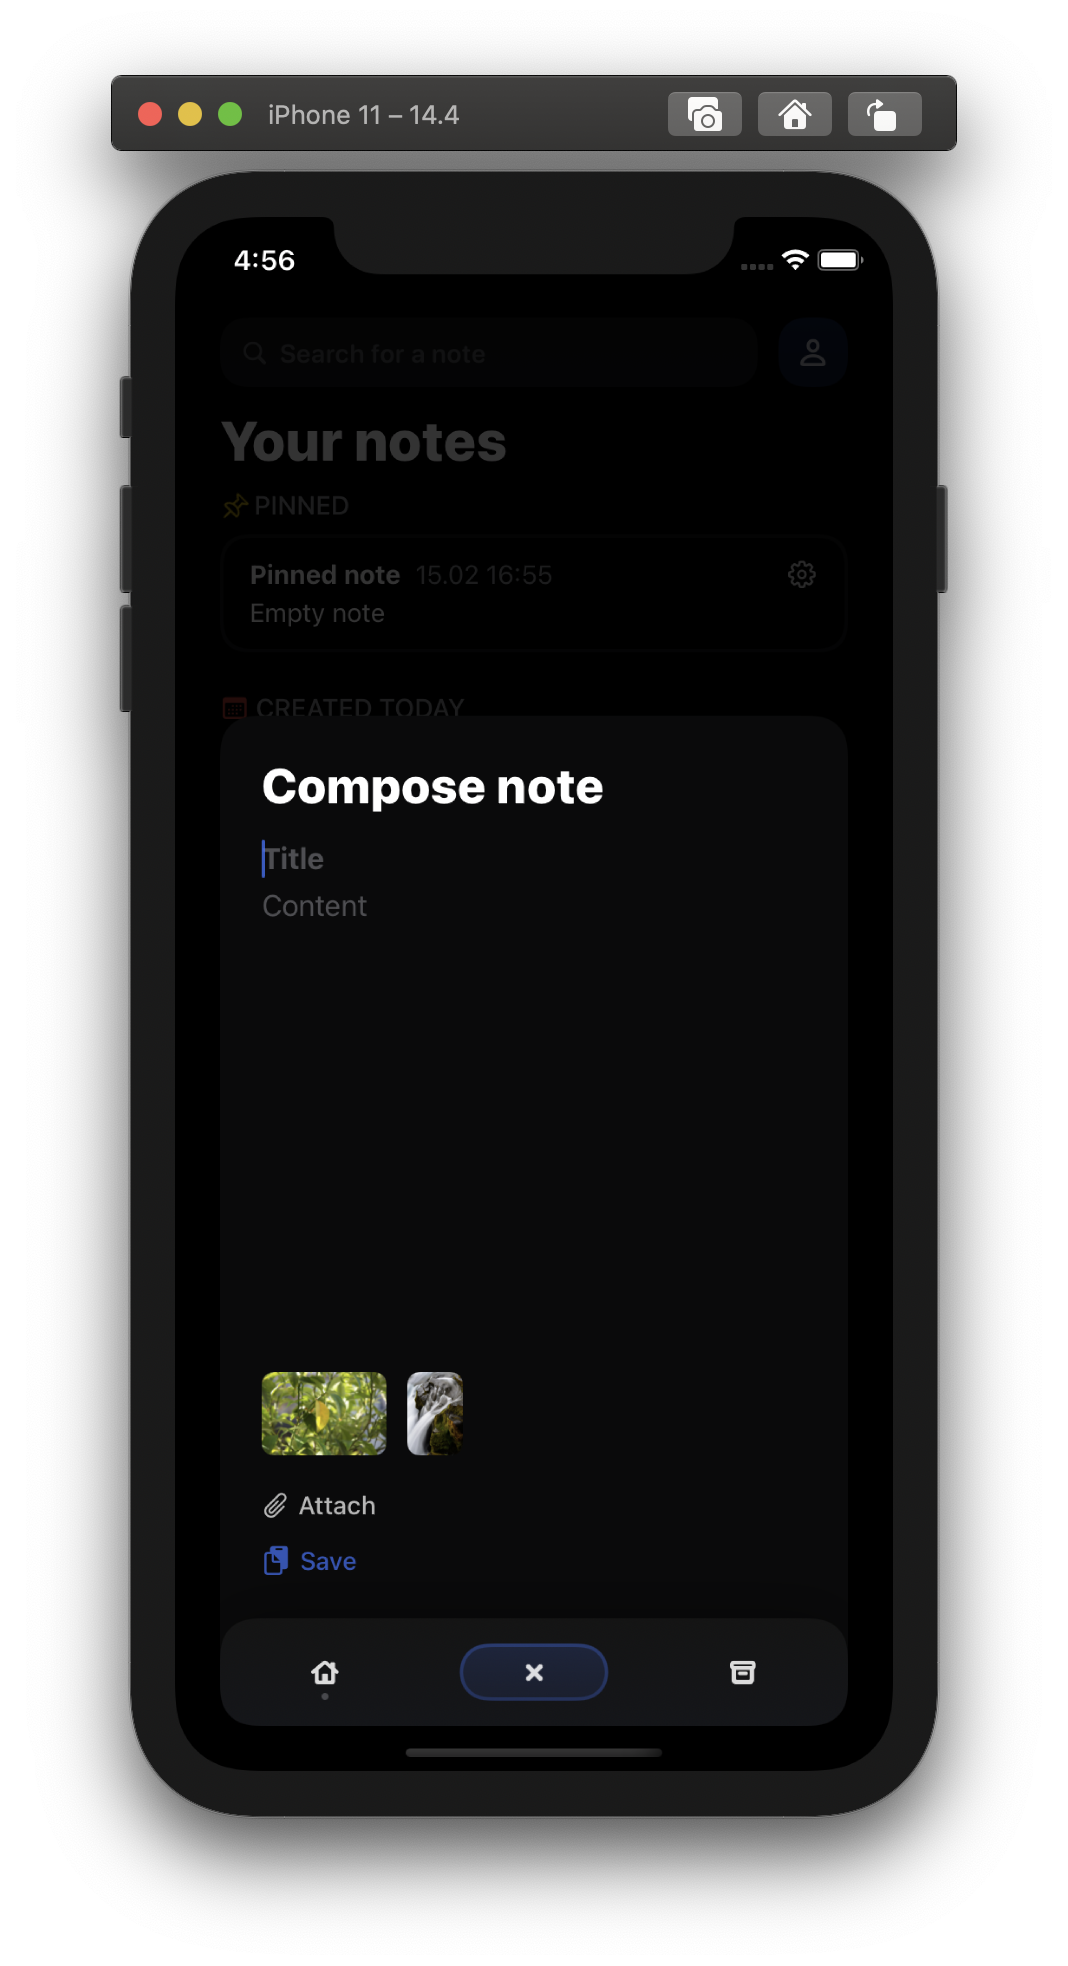 iPhone 11 – 14.4
4:56
Search for a note
Your notes
PINNED
Pinned note 15.02 16:55
Empty note
CREATED TODAY
Compose note
Title
Content
Attach
Save